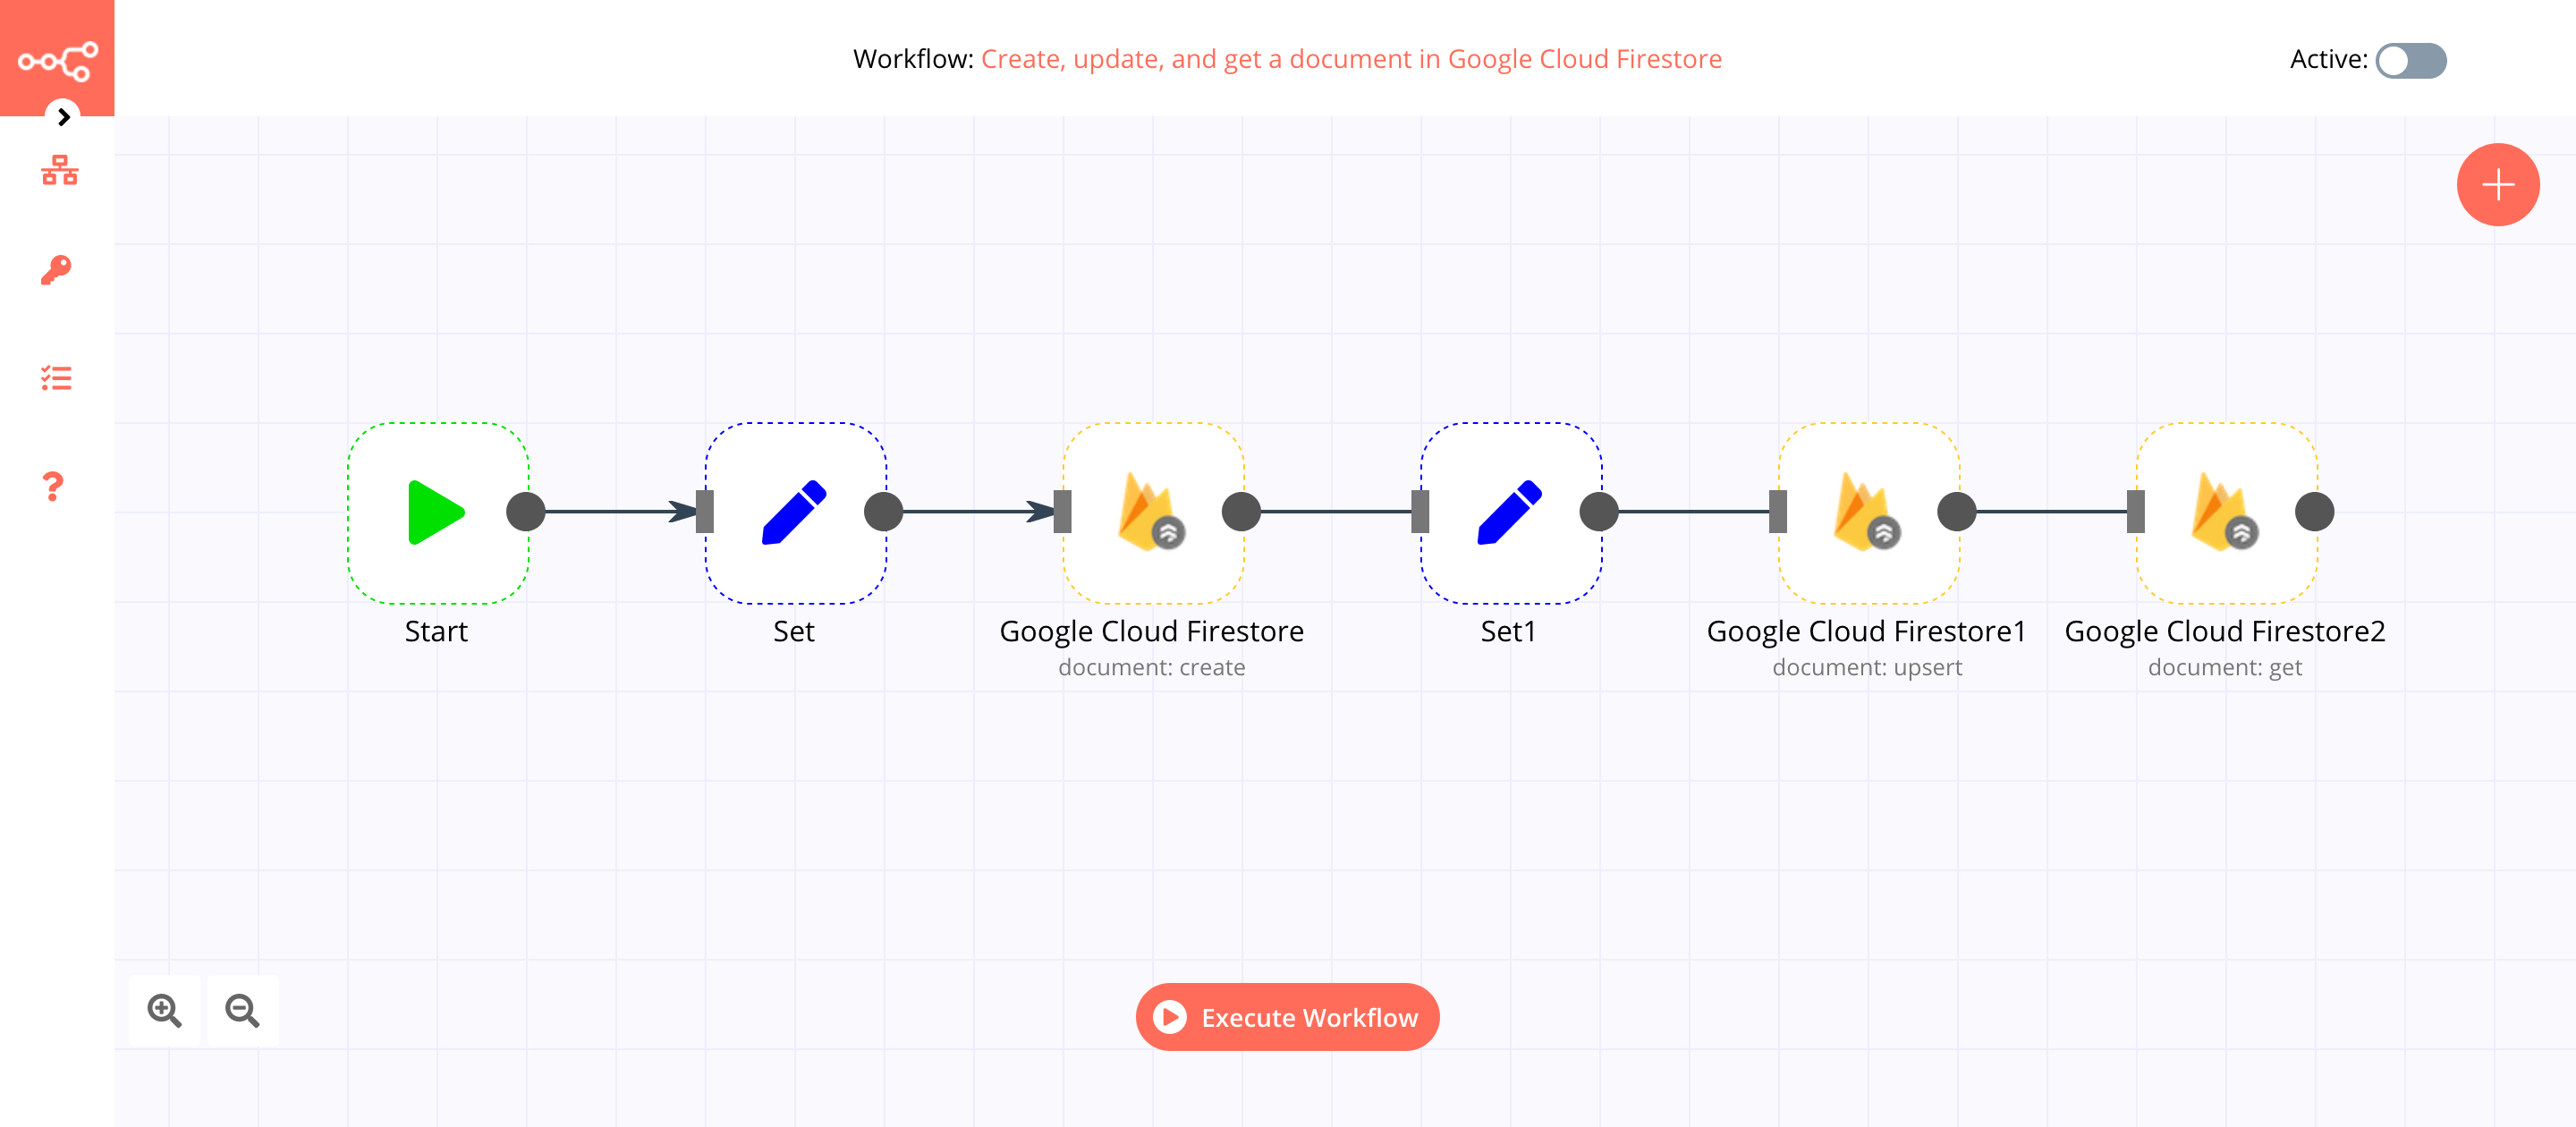 Workflow: Create, update, and get a document in Google Cloud Firestore
Active:
Start
Set
Google Cloud Firestore
document: create
Set1
Google Cloud Firestore1
document: upsert
Google Cloud Firestore2
document: get
Execute Workflow